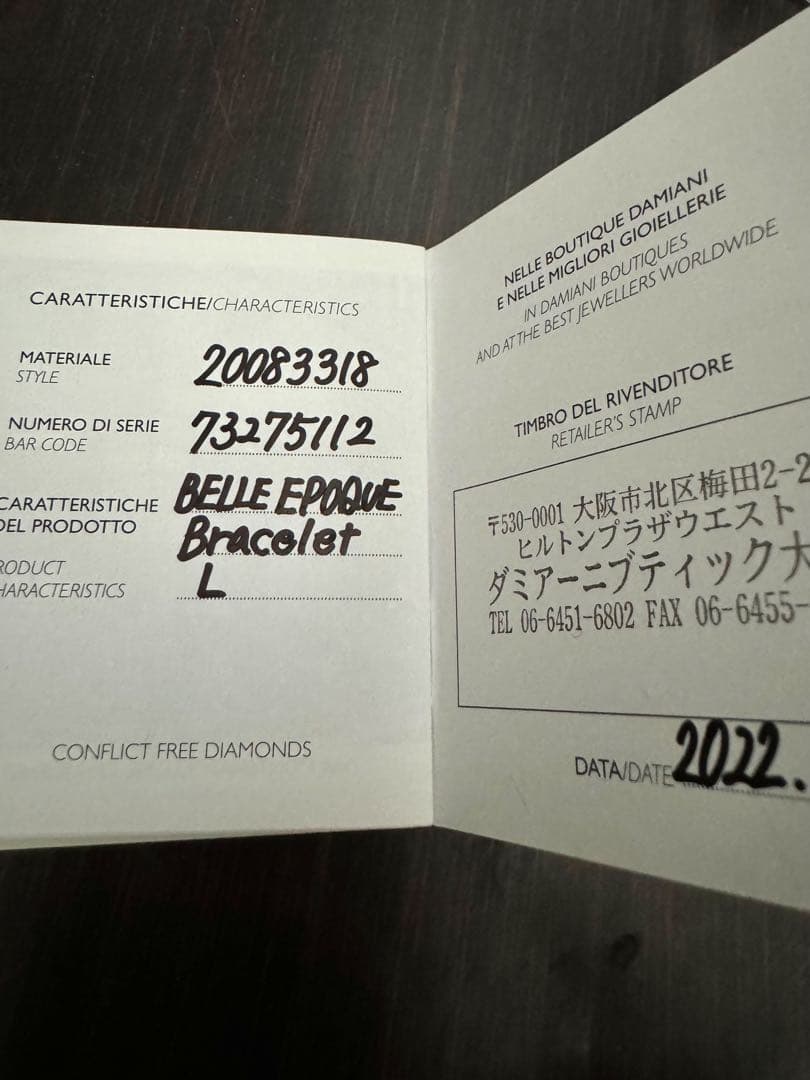 CARATTERISTICHE/CHARACTERISTICS
MATERIALE
STYLE
20083318
NUMERO DI SERIE
BAR CODE
73275112
CARATTERISTICHE
DEL PRODOTTO
PRODUCT
CHARACTERISTICS
BELLE EPOQUE
Bracelet
L
CONFLICT FREE DIAMONDS
NELLE BOUTIQUE DAMIANI
E NELLE MIGLIORI GIOIELLERIE
IN DAMIANI BOUTIQUES
AND AT THE BEST JEWELLERS WORLDWIDE
TIMBRO DEL RIVENDITORE
RETAILER'S STAMP
〒530-0001 大阪市北区梅田2-2
ヒルトンプラザウエスト
ダミアーニブティック大
TEL 06-6451-6802 FAX 06-6455-
DATA/DATE 2022.